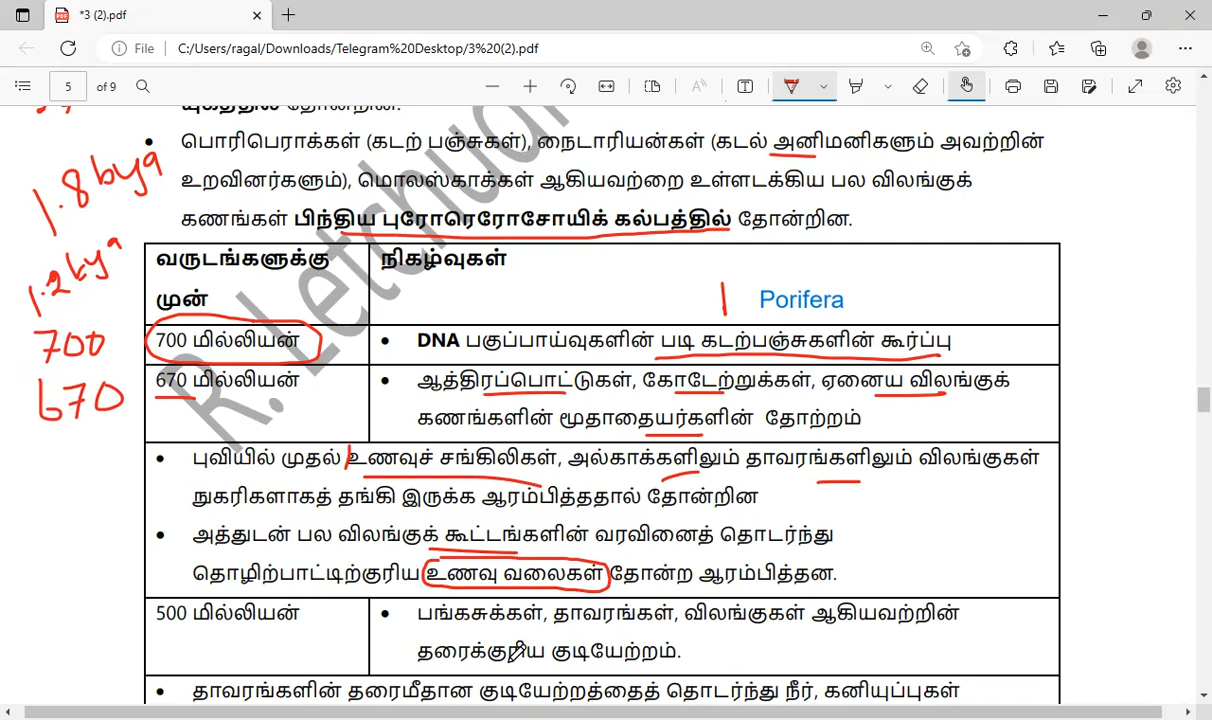 *3 (2).pdf
File C:/Users/ragal/Downloads/Telegram%20Desktop/3%20(2).pdf
5 of 9
யுகத்தில் தோன்றின.
• பொரிபெராக்கள் (கடற் பஞ்சுகள்), நைடாரியன்கள் (கடல் அனிமனிகளும் அவற்றின்
உறவினர்களும்), மொலஸ்காக்கள் ஆகியவற்றை உள்ளடக்கிய பல விலங்குக்
கணங்கள் பிந்திய புரோரெரோசோயிக் கல்பத்தில் தோன்றின.
1.8 bya
1.2 bya
700
670
வருடங்களுக்கு முன்
நிகழ்வுகள்
Porifera
700 மில்லியன்
• DNA பகுப்பாய்வுகளின் படி கடற்பஞ்சுகளின் கூர்ப்பு
670 மில்லியன்
• ஆத்திரப்பொட்டுகள், கோடேற்றுக்கள், ஏனைய விலங்குக்
கணங்களின் மூதாதையர்களின் தோற்றம்
• புவியில் முதல் உணவுச் சங்கிலிகள், அல்காக்களிலும் தாவரங்களிலும் விலங்குகள்
நுகரிகளாகத் தங்கி இருக்க ஆரம்பித்ததால் தோன்றின
• அத்துடன் பல விலங்குக் கூட்டங்களின் வரவினைத் தொடர்ந்து
தொழிற்பாட்டிற்குரிய உணவு வலைகள் தோன்ற ஆரம்பித்தன.
500 மில்லியன்
• பங்கசுக்கள், தாவரங்கள், விலங்குகள் ஆகியவற்றின்
தரைக்குரிய குடியேற்றம்.
• தாவரங்களின் தரைமீதான குடியேற்றத்தைத் தொடர்ந்து நீர், கனியுப்புகள்
R. Letchu